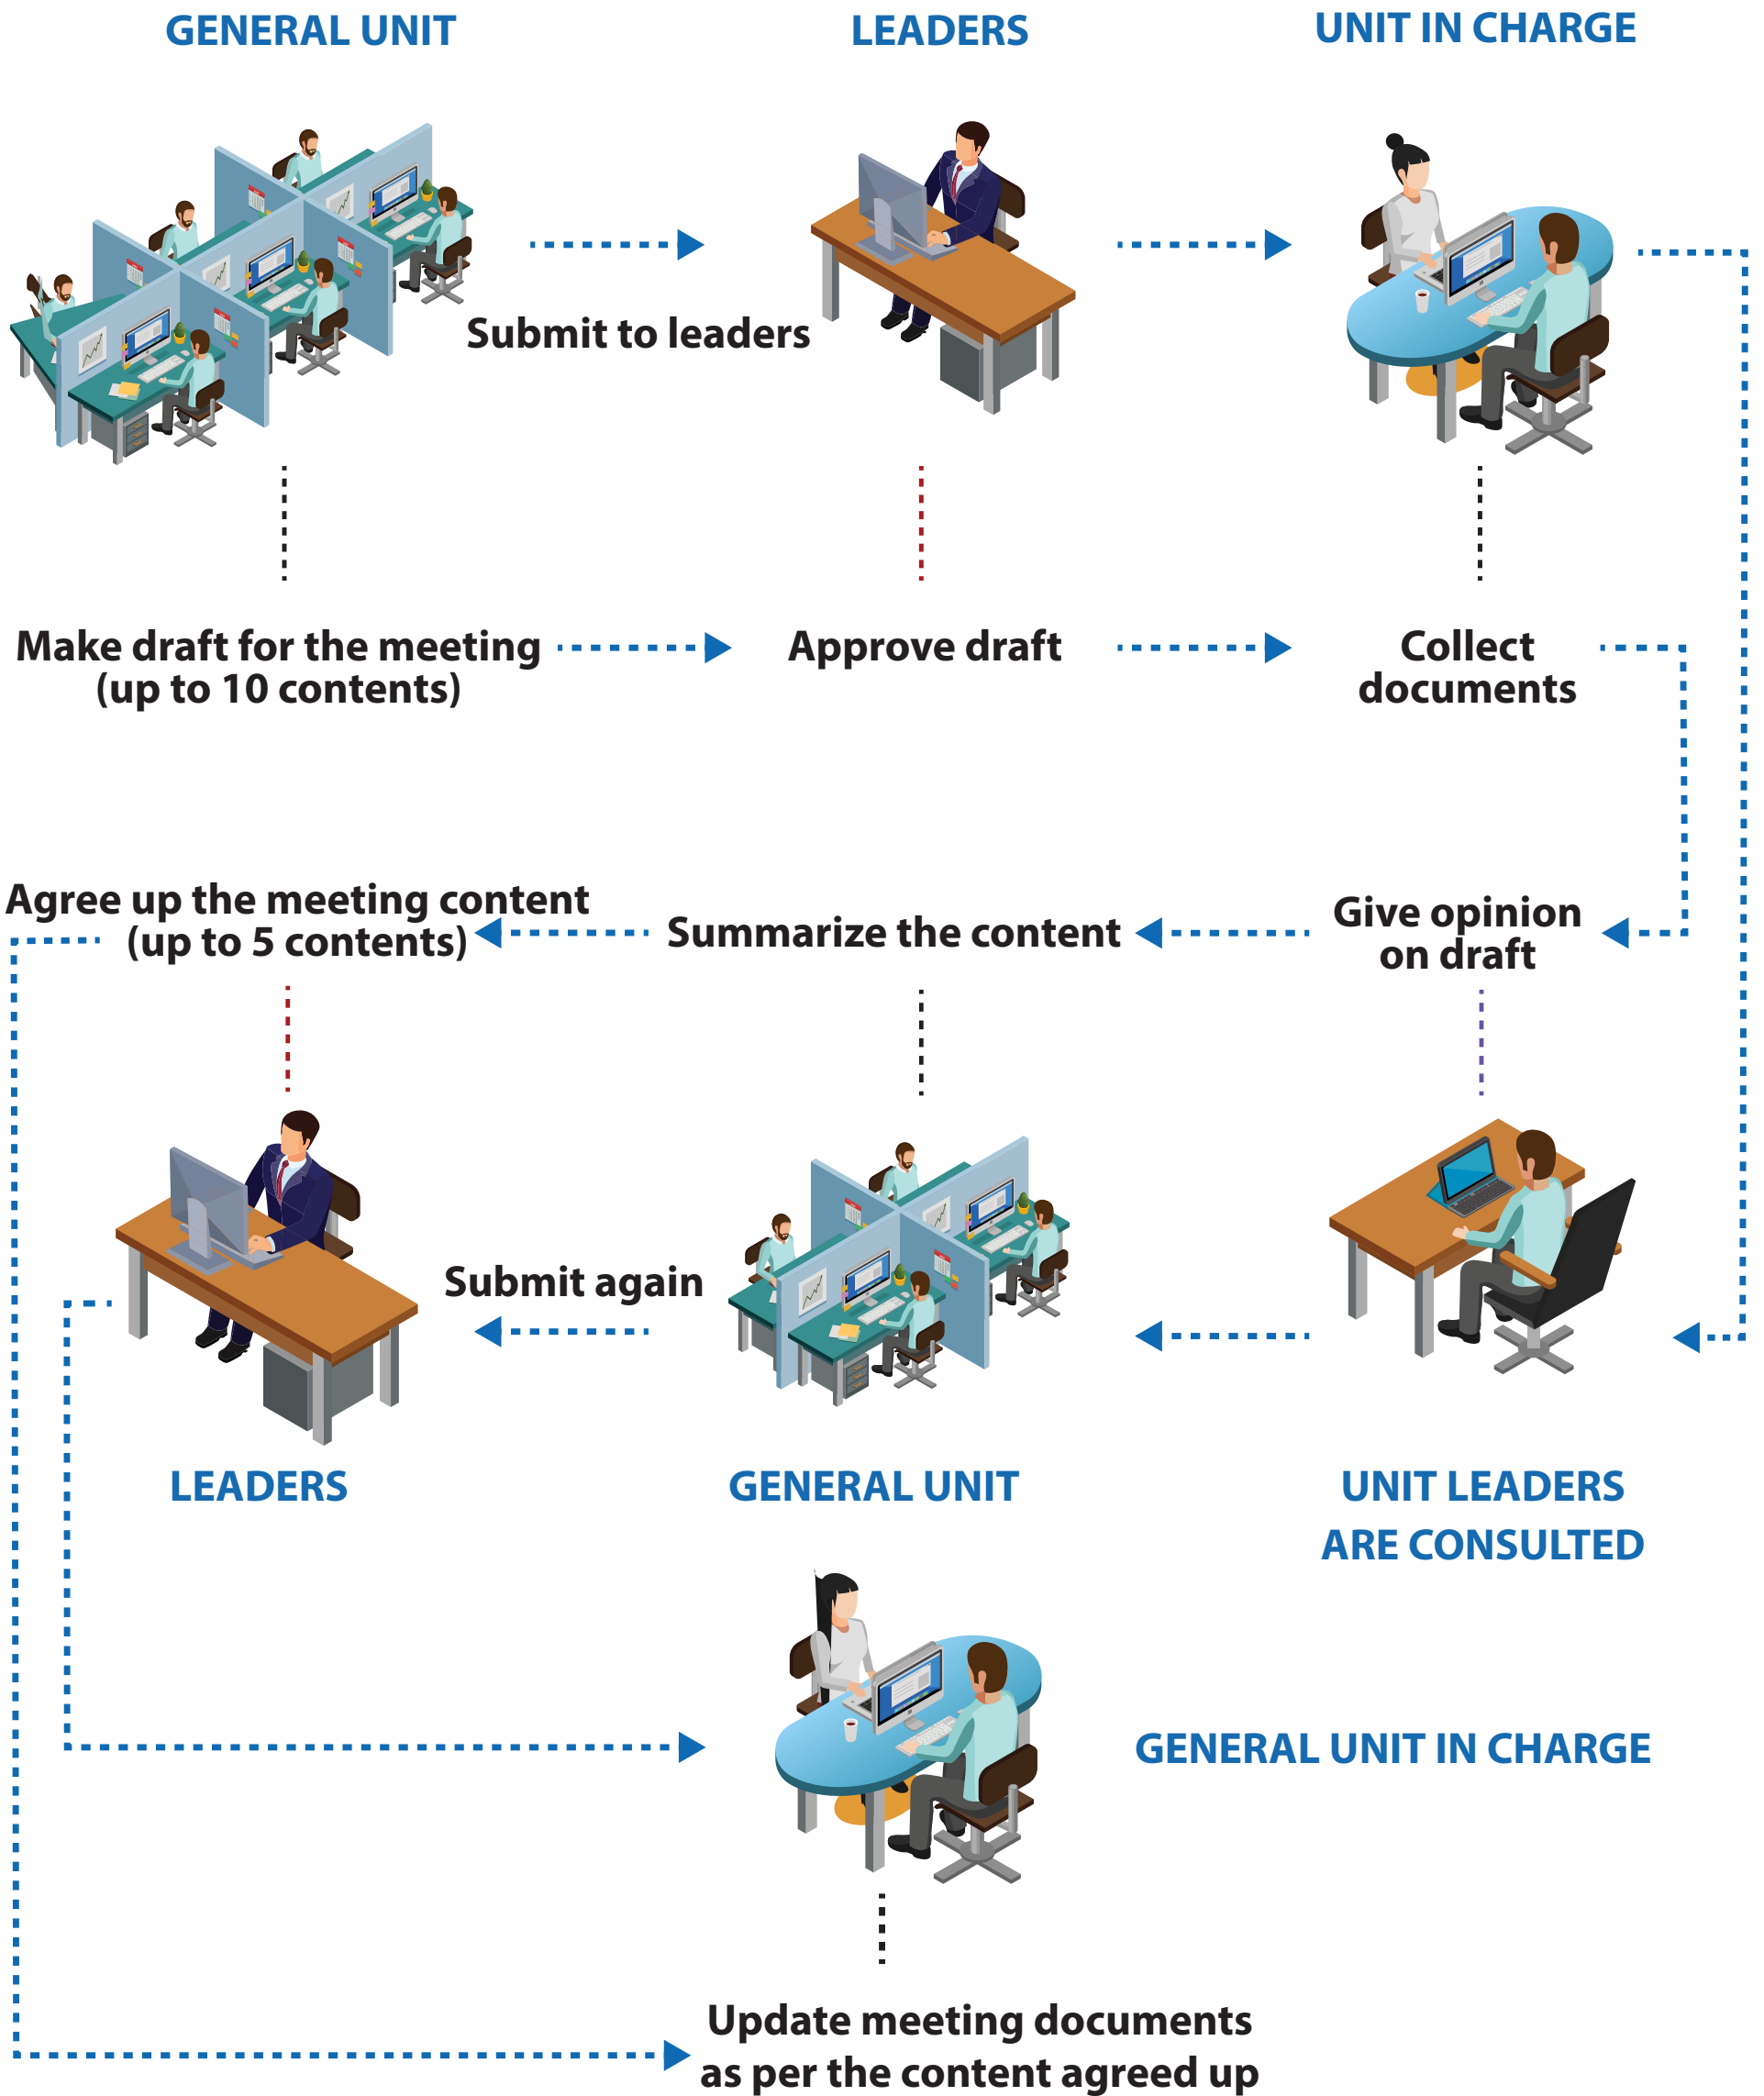 GENERAL UNIT
LEADERS
UNIT IN CHARGE
Submit to leaders
Make draft for the meeting
(up to 10 contents)
Approve draft
Collect
documents
Agree up the meeting content
(up to 5 contents)
Summarize the content
Give opinion
on draft
Submit again
LEADERS
GENERAL UNIT
UNIT LEADERS
ARE CONSULTED
GENERAL UNIT IN CHARGE
Update meeting documents
as per the content agreed up